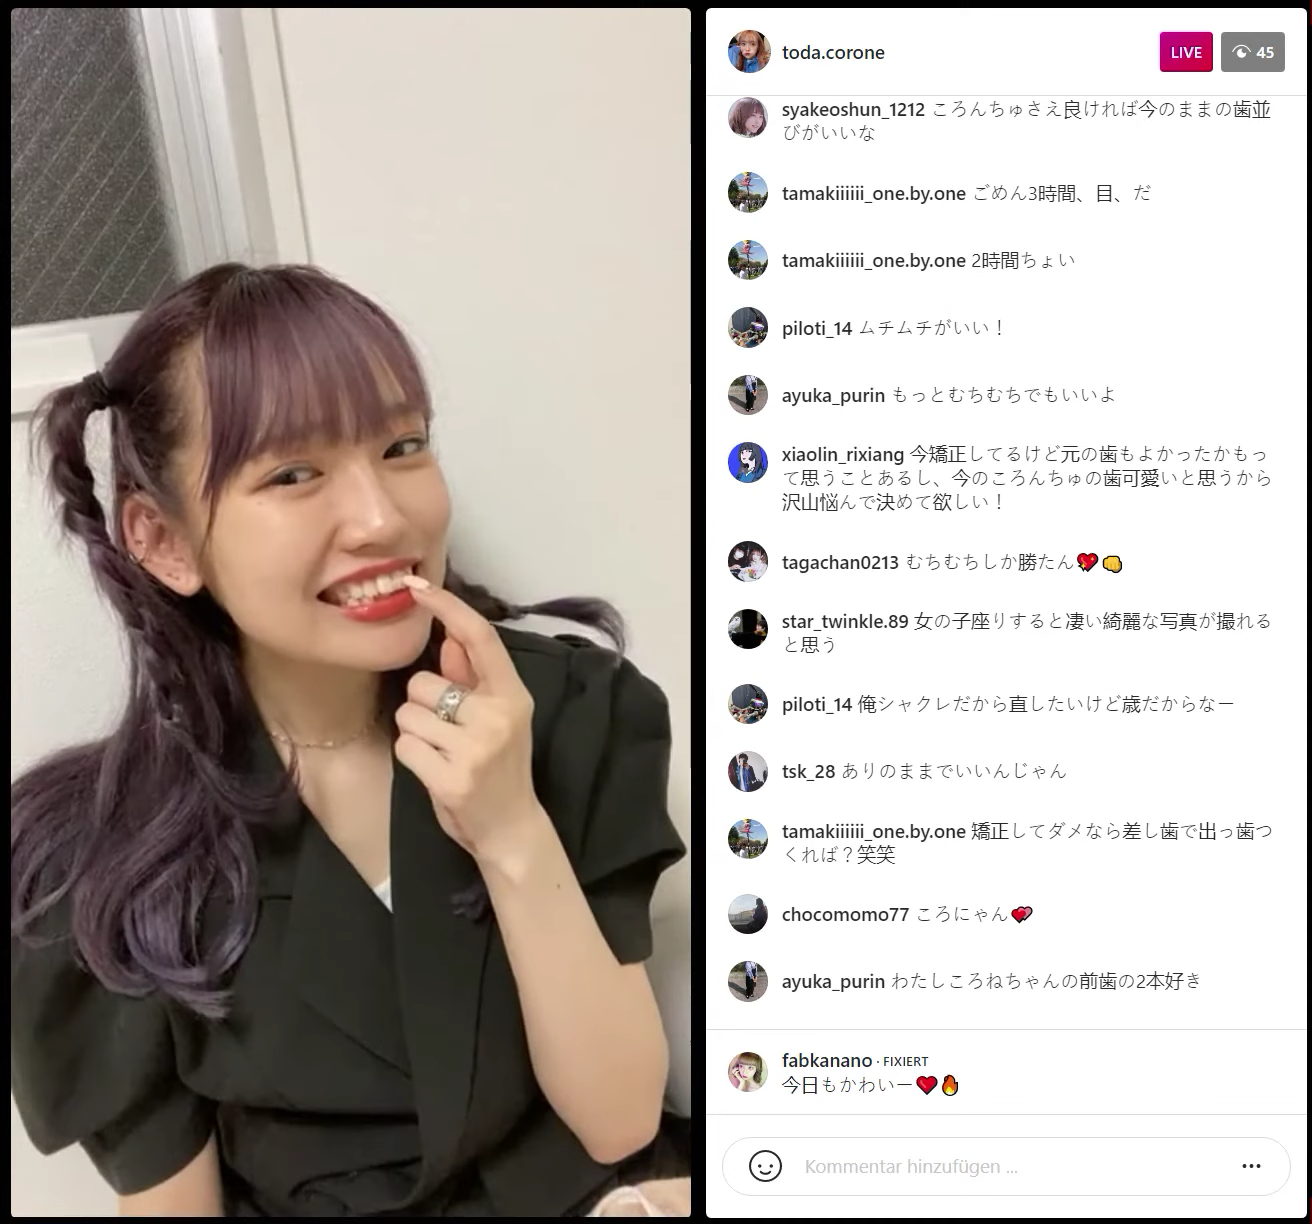 toda.corone
LIVE
45
syakeoshun_1212 ころんちゅさえ良ければ今のままの歯並
びがいいな
tamakiiiiii_one.by.one ごめん3時間、目、だ
tamakiiiiii_one.by.one 2時間ちょい
piloti_14 ムチムチがいい！
ayuka_purin もっとむちむちでもいいよ
xiaolin_rixiang 今矯正してるけど元の歯もよかったかもっ
て思うことあるし、今のころんちゅの歯可愛いと思うから
沢山悩んで決めて欲しい！
tagachan0213 むちむちしか勝たん💖👊
star_twinkle.89 女の子座りすると凄い綺麗な写真が撮れる
と思う
piloti_14 俺シャクレだから直したいけど歳だからなー
tsk_28 ありのままでいいんじゃん
tamakiiiiii_one.by.one 矯正してダメなら差し歯で出っ歯つ
くれば？笑笑
chocomomo77 ころにゃん💕
ayuka_purin わたしころねちゃんの前歯の2本好き
fabkanano · FIXIERT
今日もかわいー❤🔥
Kommentar hinzufügen ...